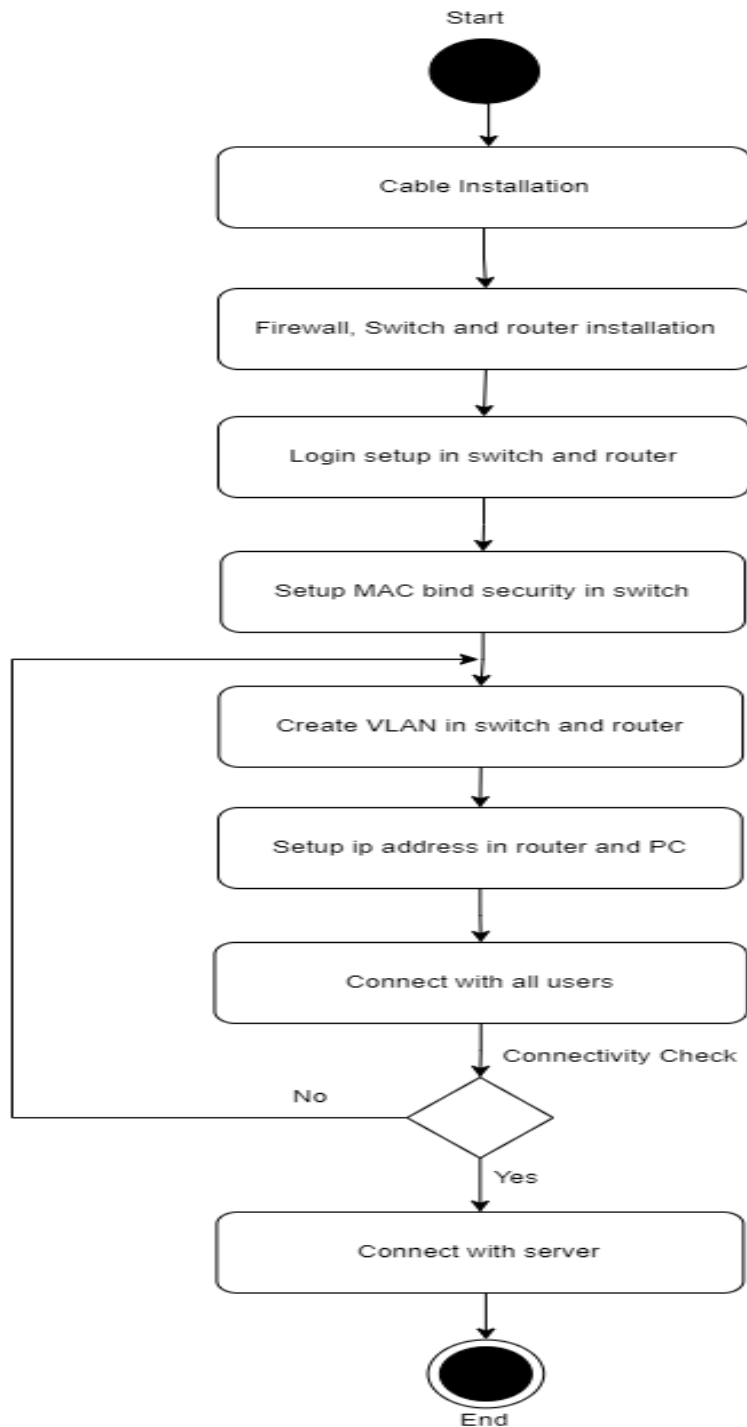 Start
Cable Installation
Firewall, Switch and router installation
Login setup in switch and router
Setup MAC bind security in switch
Create VLAN in switch and router
Setup ip address in router and PC
Connect with all users
Connectivity Check
No
Yes
Connect with server
End